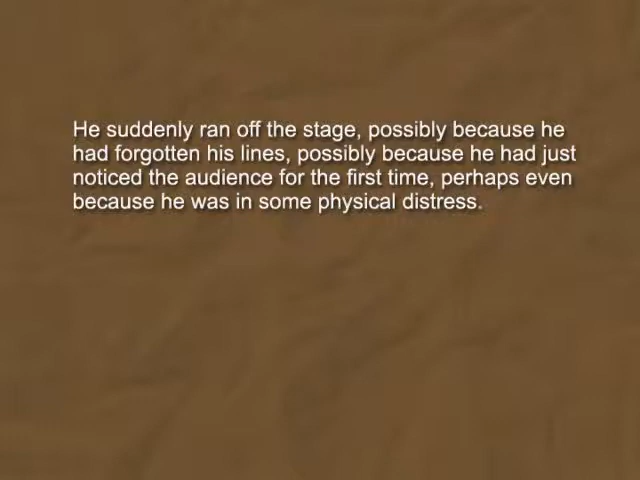 He suddenly ran off the stage, possibly because he
had forgotten his lines, possibly because he had just
noticed the audience for the first time, perhaps even
because he was in some physical distress.